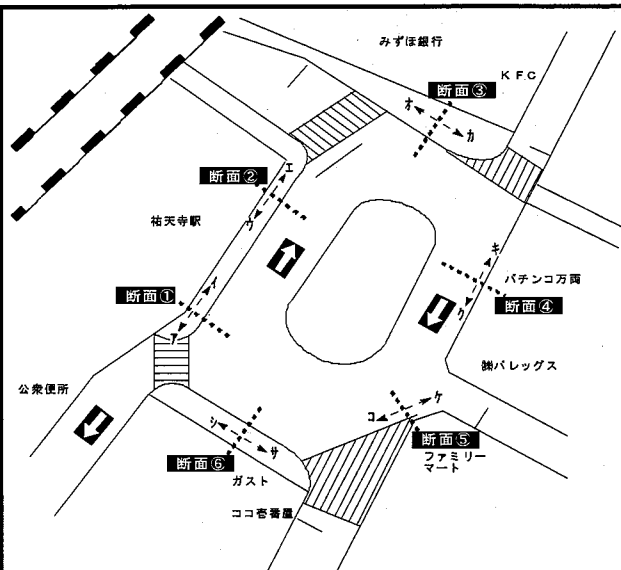 みずほ銀行
KFC
断面③
オ
カ
断面②
エ
ウ
祐天寺駅
キ
ク
パチンコ万両
断面④
断面①
イ
ア
㈱パレッグス
公衆便所
ケ
コ
断面⑤
ファミリー
マート
シ
サ
断面⑥
ガスト
ココ壱番屋